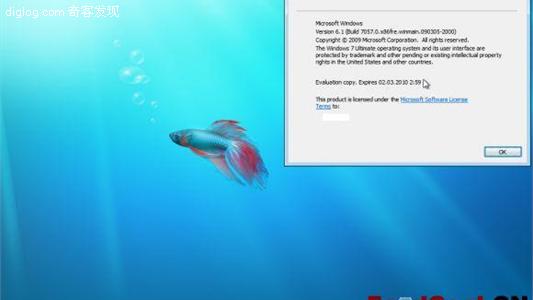 diglog.com 奇客发现
Microsoft Windows
Version 6.1 (Build 7057.0.x86fre.winmain.090305-2000)
Copyright © 2009 Microsoft Corporation. All rights reserved.
The Windows 7 Ultimate operating system and its user interface are
protected by trademark and other pending or existing intellectual property
rights in the United States and other countries.
Evaluation copy. Expires 02.03.2010 2:59
This product is licensed under the Microsoft Software License
Terms to:
OK